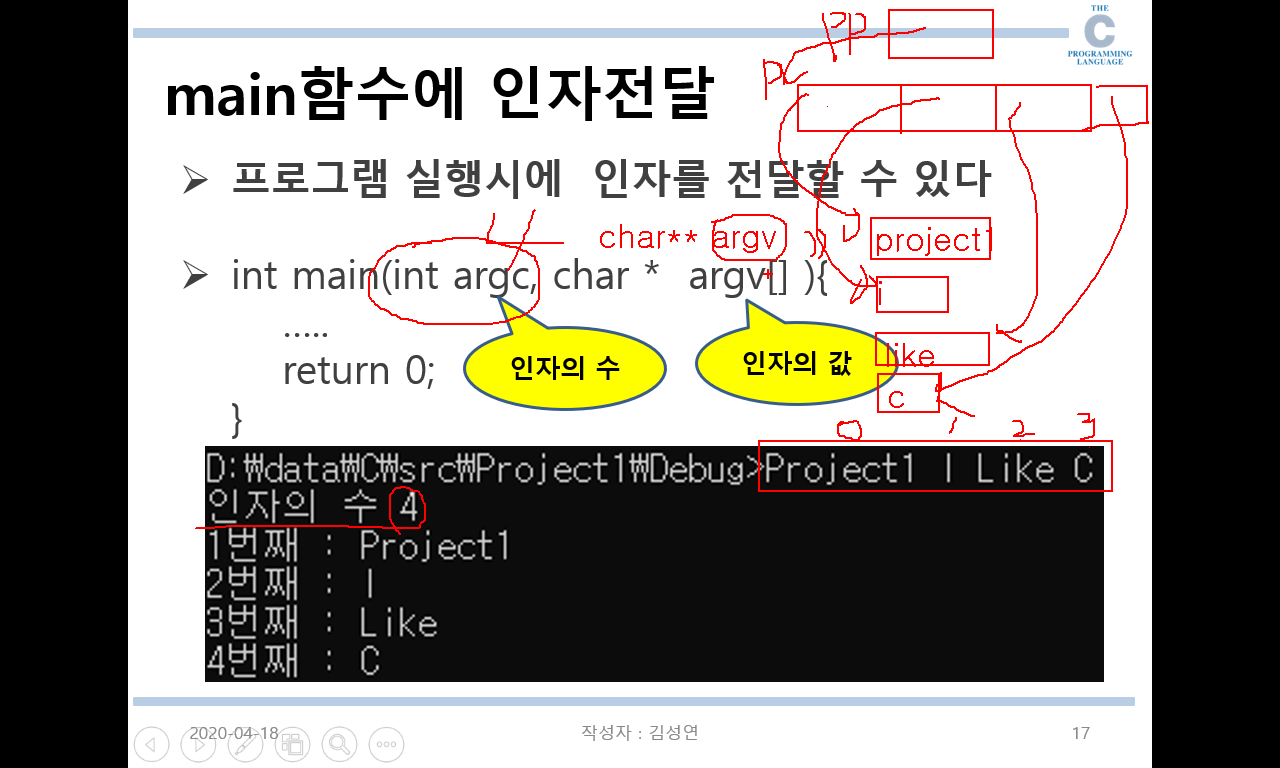 THE
C
PROGRAMMING
LANGUAGE
PP
P
main함수에 인자전달
➢ 프로그램 실행시에 인자를 전달할 수 있다
char** argv
project1
➢ int main(int argc, char * argv[] ){
i
.....
like
인자의 수
인자의 값
return 0;
c
}
0 1 2 3
D:₩data₩C₩src₩Project1₩Debug>Project1 I Like C
인자의 수 4
1번째 : Project1
2번째 : I
3번째 : Like
4번째 : C
2020-04-18
작성자 : 김성연
17